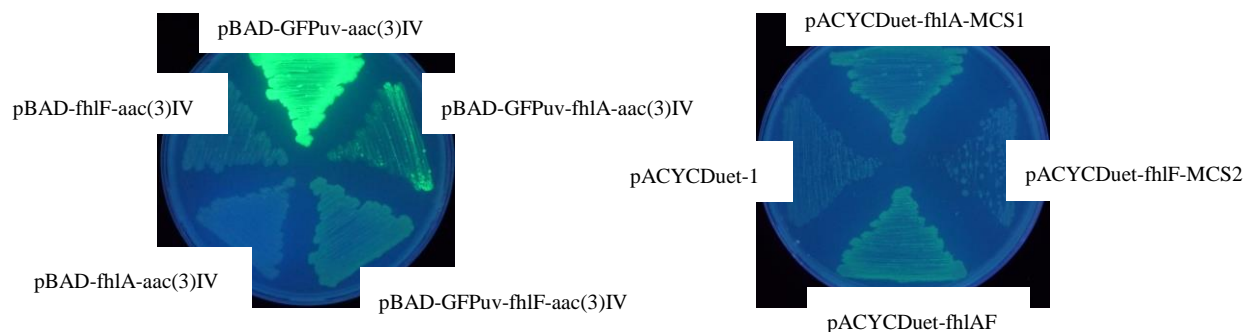 pBAD-GFPuv-aac(3)IV
pBAD-fhlF-aac(3)IV
pBAD-GFPuv-fhlA-aac(3)IV
pBAD-fhlA-aac(3)IV
pBAD-GFPuv-fhlF-aac(3)IV
pACYCDuet-fhlA-MCS1
pACYCDuet-1
pACYCDuet-fhlF-MCS2
pACYCDuet-fhlAF